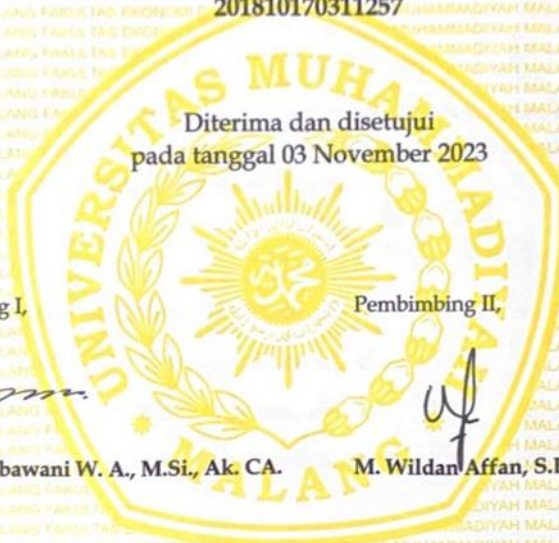 201810170311257
UNIVERSITAS MUHAMMADIYAH
Diterima dan disetujui
pada tanggal 03 November 2023
g I,
Pembimbing II,
bawani W. A., M.Si., Ak. CA.
M. Wildan Affan, S.
MALANG